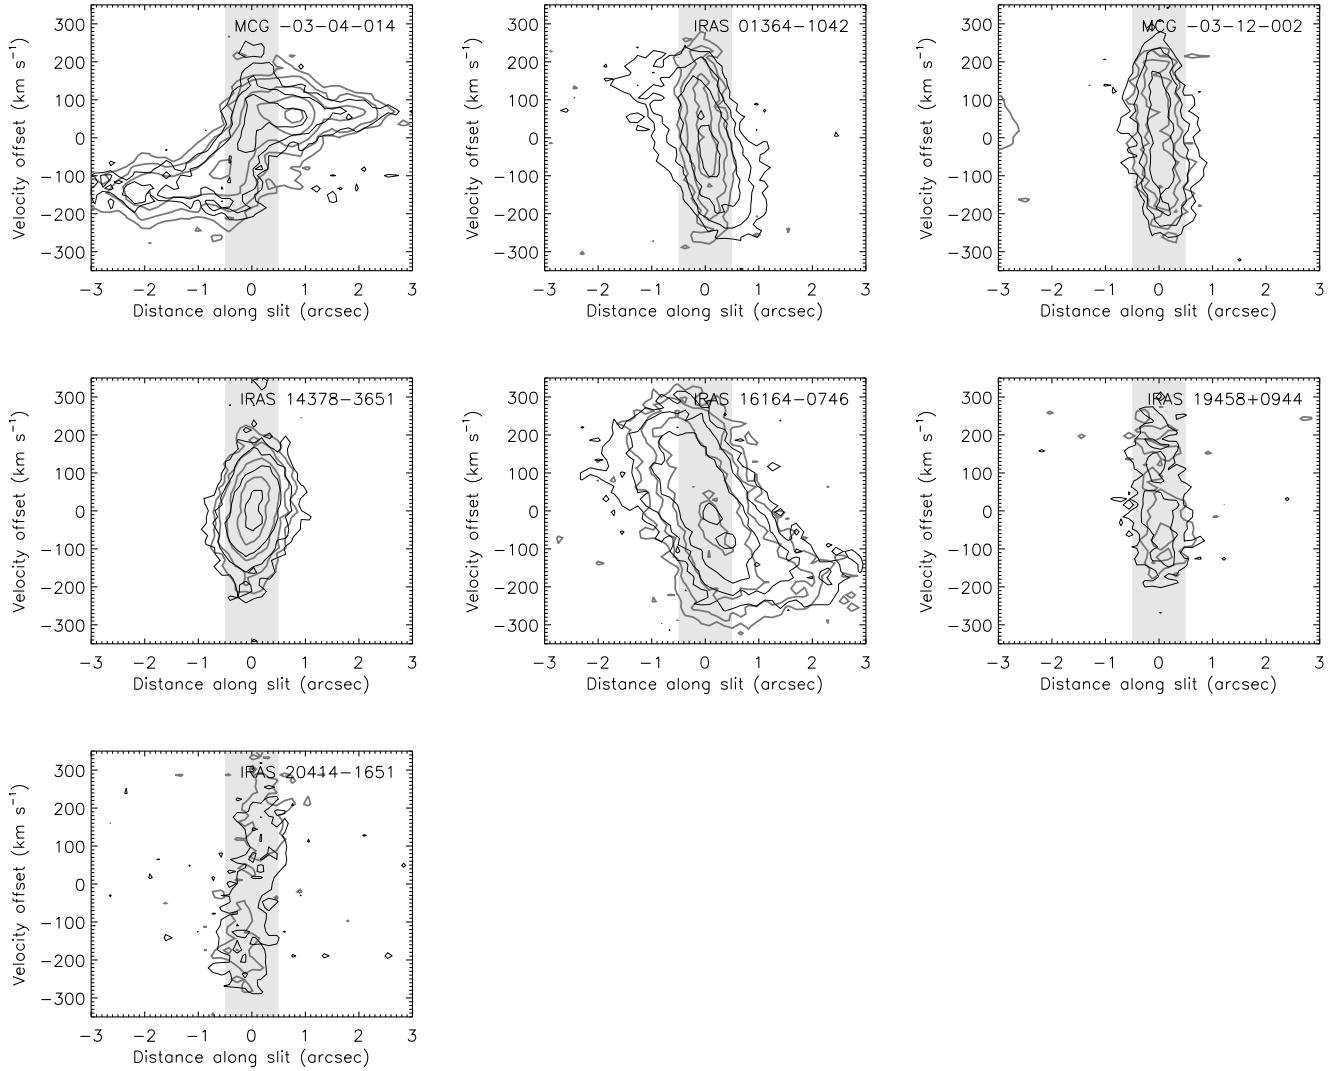 MCG −03−04−014
300
200
100
0
−100
−200
−300
Velocity offset (km s⁻¹)
−3 −2 −1 0 1 2 3
Distance along slit (arcsec)
IRAS 01364−1042
300
200
100
0
−100
−200
−300
Velocity offset (km s⁻¹)
−3 −2 −1 0 1 2 3
Distance along slit (arcsec)
MCG −03−12−002
300
200
100
0
−100
−200
−300
Velocity offset (km s⁻¹)
−3 −2 −1 0 1 2 3
Distance along slit (arcsec)
IRAS 14378−3651
300
200
100
0
−100
−200
−300
Velocity offset (km s⁻¹)
−3 −2 −1 0 1 2 3
Distance along slit (arcsec)
IRAS 16164−0746
300
200
100
0
−100
−200
−300
Velocity offset (km s⁻¹)
−3 −2 −1 0 1 2 3
Distance along slit (arcsec)
IRAS 19458+0944
300
200
100
0
−100
−200
−300
Velocity offset (km s⁻¹)
−3 −2 −1 0 1 2 3
Distance along slit (arcsec)
IRAS 20414−1651
300
200
100
0
−100
−200
−300
Velocity offset (km s⁻¹)
−3 −2 −1 0 1 2 3
Distance along slit (arcsec)